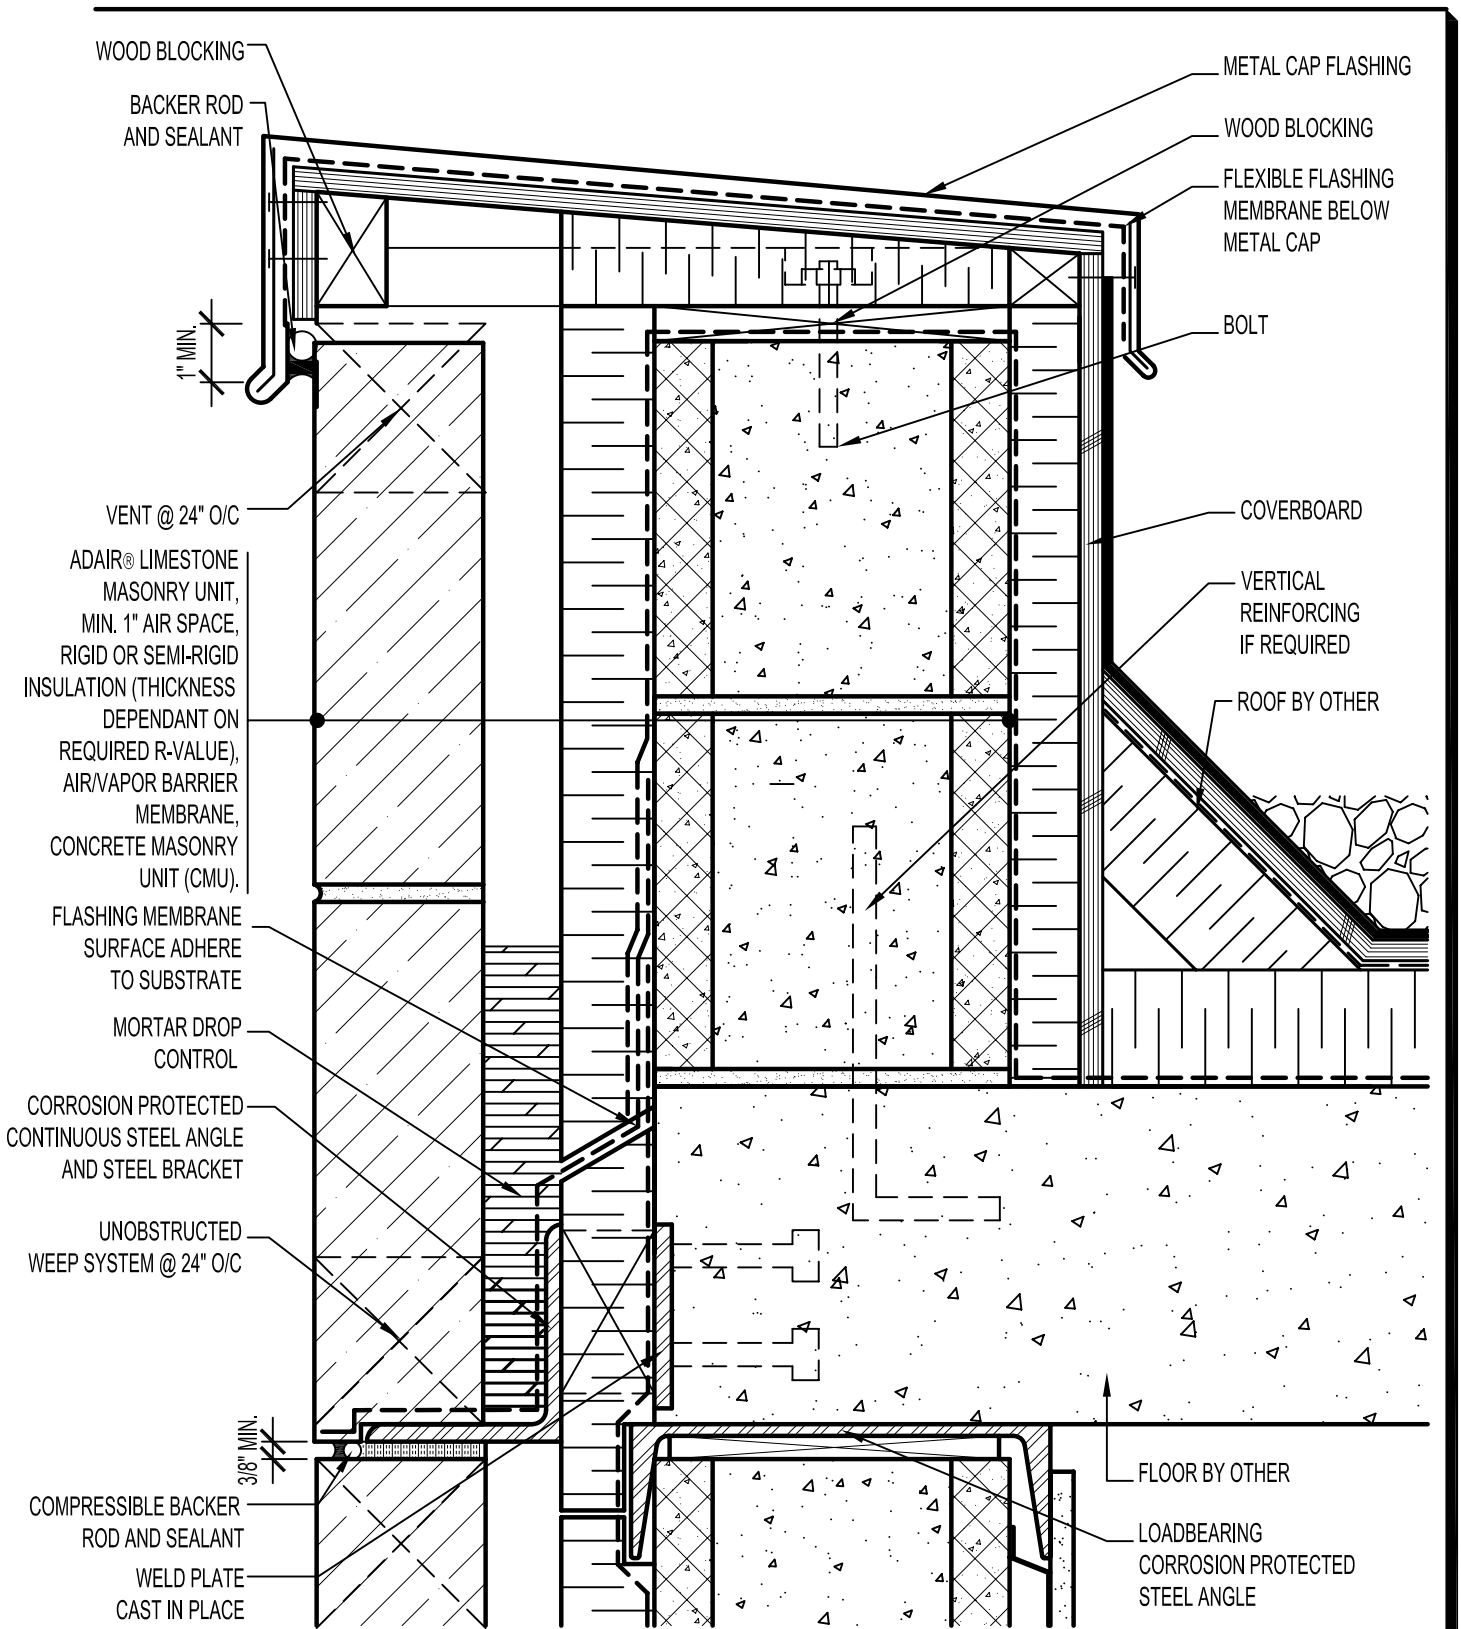 WOOD BLOCKING
BACKER ROD
AND SEALANT
1" MIN.
VENT @ 24" O/C
ADAIR® LIMESTONE
MASONRY UNIT,
MIN. 1" AIR SPACE,
RIGID OR SEMI-RIGID
INSULATION (THICKNESS
DEPENDANT ON
REQUIRED R-VALUE),
AIR/VAPOR BARRIER
MEMBRANE,
CONCRETE MASONRY
UNIT (CMU).
FLASHING MEMBRANE
SURFACE ADHERE
TO SUBSTRATE
MORTAR DROP
CONTROL
CORROSION PROTECTED
CONTINUOUS STEEL ANGLE
AND STEEL BRACKET
UNOBSTRUCTED
WEEP SYSTEM @ 24" O/C
3/8" MIN.
COMPRESSIBLE BACKER
ROD AND SEALANT
WELD PLATE
CAST IN PLACE
METAL CAP FLASHING
WOOD BLOCKING
FLEXIBLE FLASHING
MEMBRANE BELOW
METAL CAP
BOLT
COVERBOARD
VERTICAL
REINFORCING
IF REQUIRED
ROOF BY OTHER
FLOOR BY OTHER
LOADBEARING
CORROSION PROTECTED
STEEL ANGLE